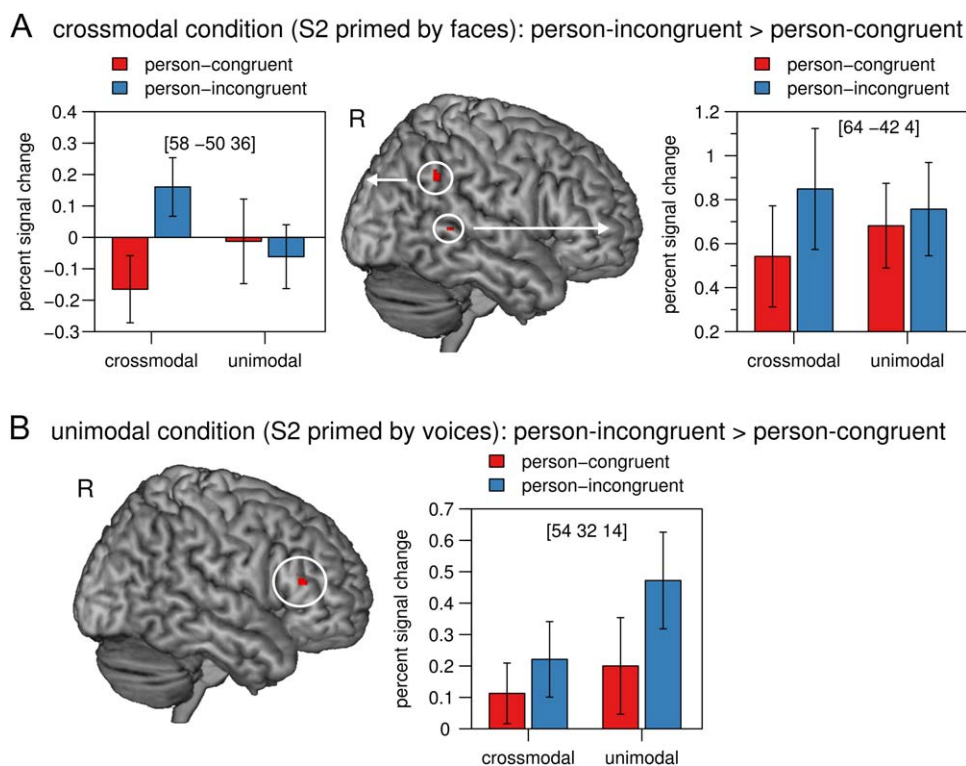 A crossmodal condition (S2 primed by faces): person-incongruent > person-congruent
person−congruent
person−incongruent
percent signal change
0.4
0.3
0.2
0.1
0
−0.1
−0.2
−0.3
[58 −50 36]
crossmodal unimodal
R
person−congruent
person−incongruent
percent signal change
1.2
1
0.8
0.6
0.4
0.2
[64 −42 4]
crossmodal unimodal
B unimodal condition (S2 primed by voices): person-incongruent > person-congruent
R
person−congruent
person−incongruent
percent signal change
0.7
0.6
0.5
0.4
0.3
0.2
0.1
0
[54 32 14]
crossmodal unimodal